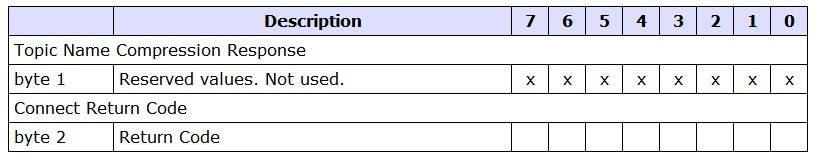 Description 7 6 5 4 3 2 1 0
Topic Name Compression Response
byte 1 Reserved values. Not used. x x x x x x x x
Connect Return Code
byte 2 Return Code